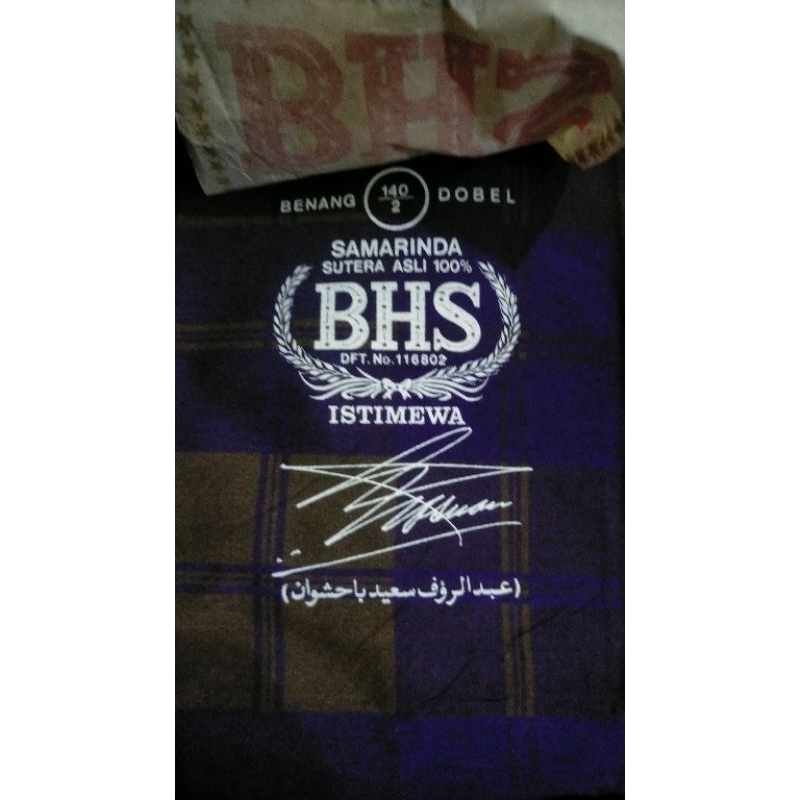 BHS
BENANG 140/2 DOBEL
SAMARINDA
SUTERA ASLI 100%
BHS
DFT. No. 116802
ISTIMEWA
(عبدالرؤف سعيد باحشوان)